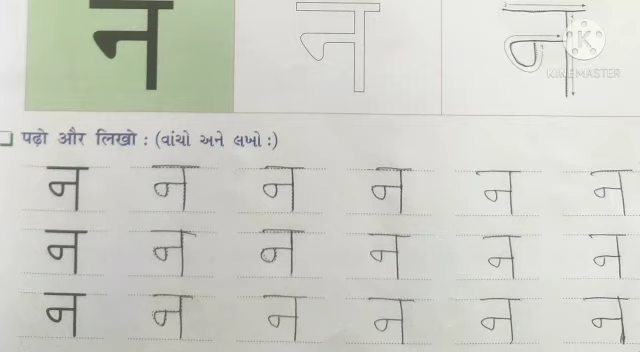 न न न
KINEMASTER
पढ़ो और लिखो : (વાંચો અને લખો :)
न न न न न न
न न न न न न
न न न न न न